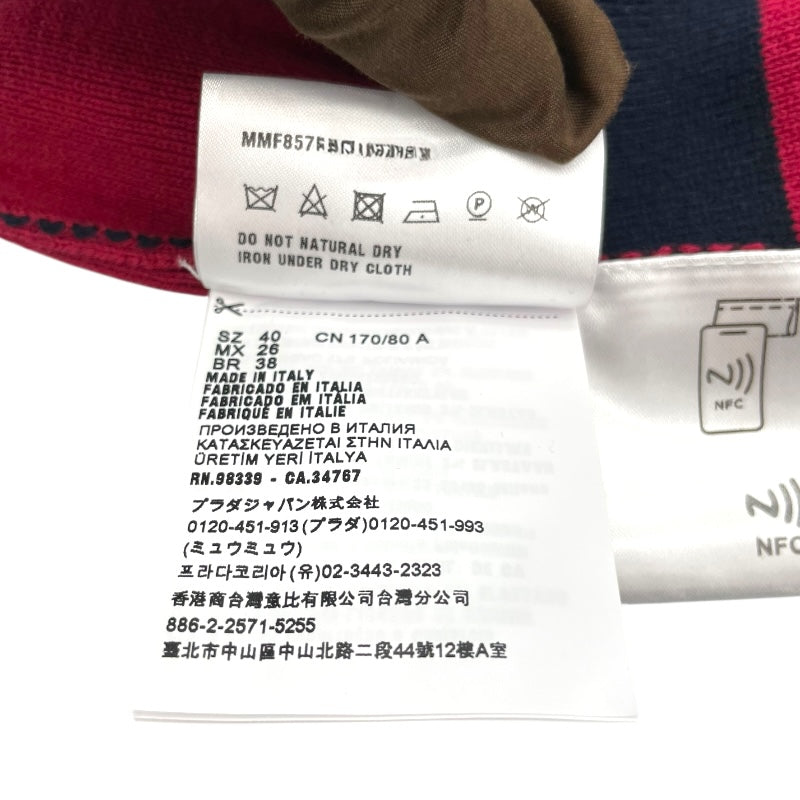 MMF857
DO NOT NATURAL DRY
IRON UNDER DRY CLOTH
SZ 40 CN 170/80 A
MX 26
BR 38
MADE IN ITALY
FABRICADO EN ITALIA
FABRICADO EM ITÁLIA
FABRIQUÉ EN ITALIE
ПРОИЗВЕДЕНО В ИТАЛИЯ
ΚΑΤΑΣΚΕΥΑΖΕΤΑΙ ΣΤΗΝ ΙΤΑΛΙΑ
ÜRETİM YERİ İTALYA
RN.98339 - CA.34767
プラダジャパン株式会社
0120-451-913(プラダ)0120-451-993
(ミュウミュウ)
프라다코리아(유)02-3443-2323
香港商台灣意比有限公司台灣分公司
886-2-2571-5255
臺北市中山區中山北路二段44號12樓A室
P
NFC
NFC